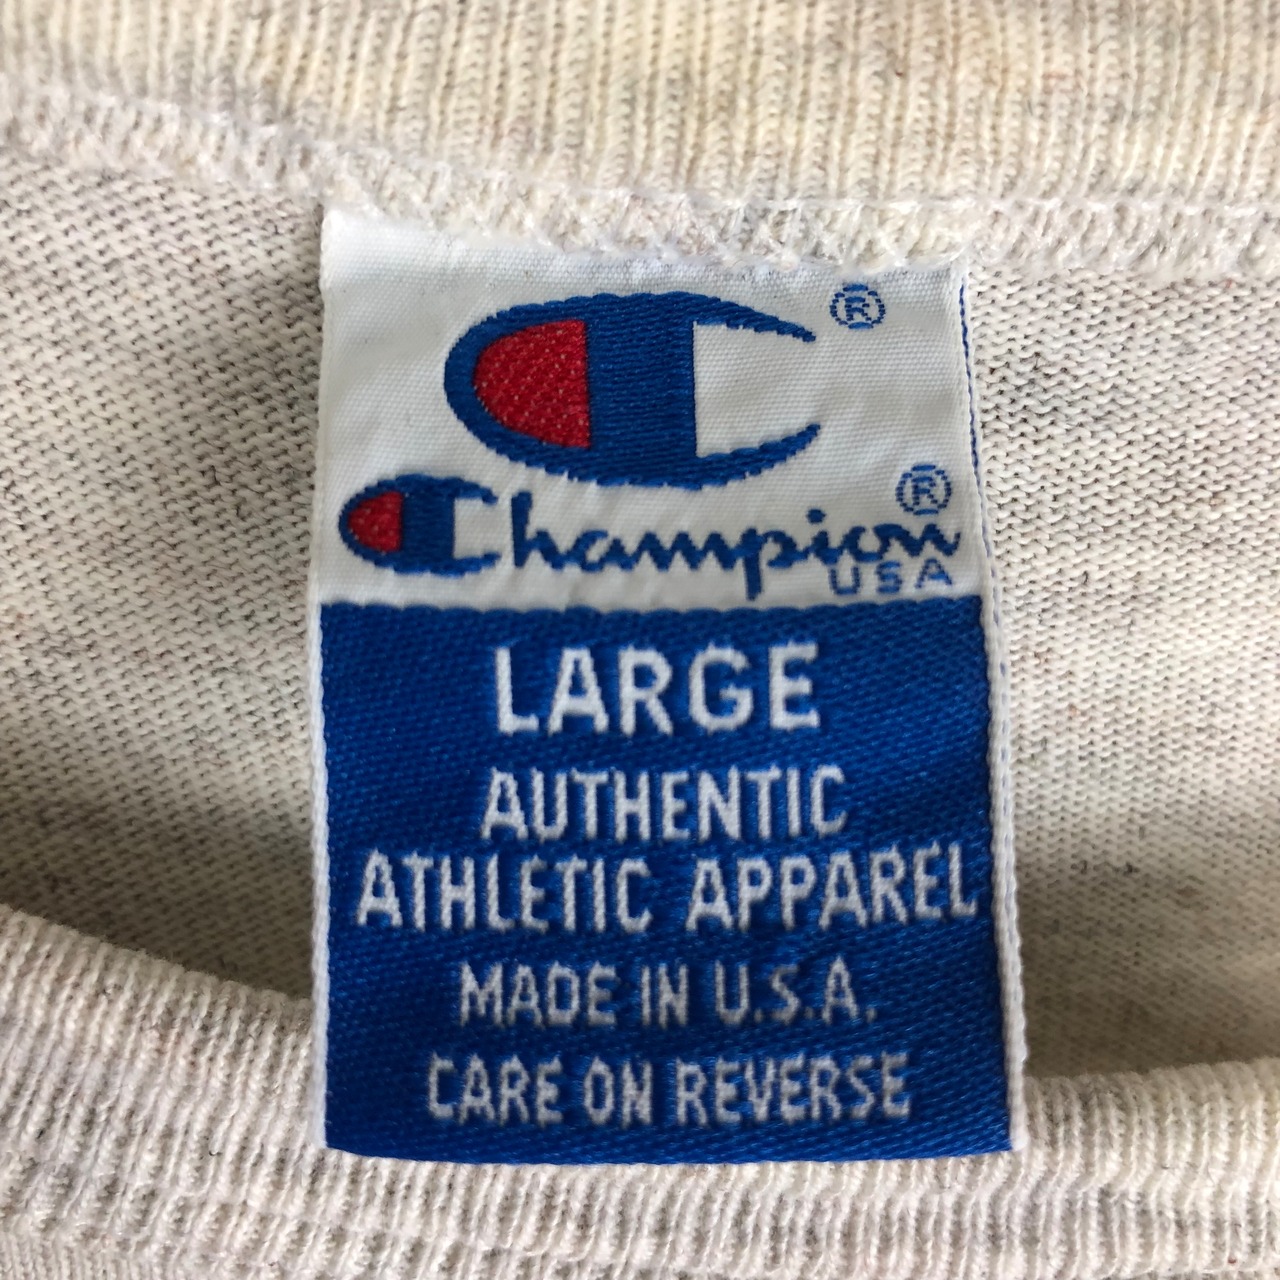 ®
Champion®
USA
LARGE
AUTHENTIC
ATHLETIC APPAREL
MADE IN U.S.A.
CARE ON REVERSE